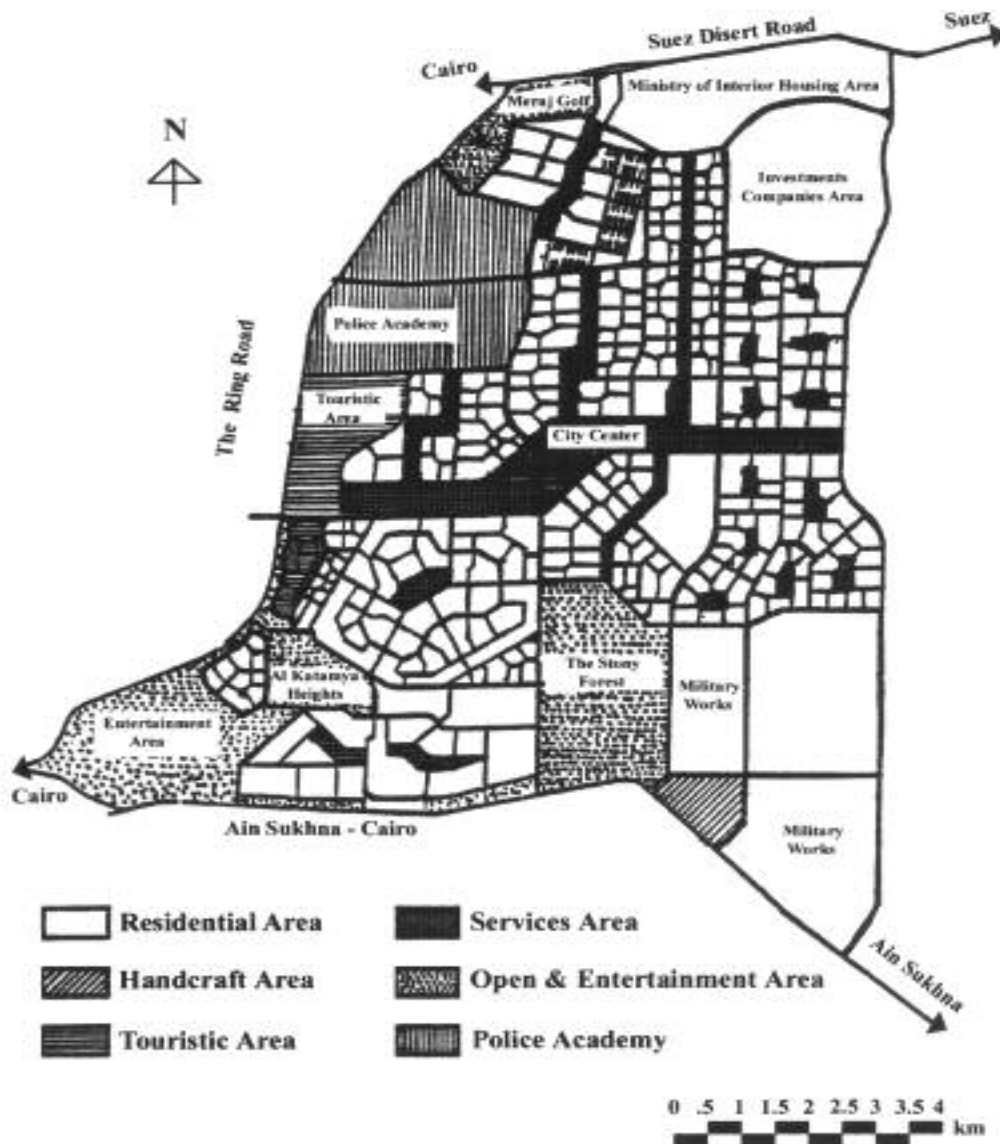 Suez
Suez Disert Road
Cairo
Ministry of Interior Housing Area
Meraj Golf
N
Investments
Companies Area
Police Academy
The Ring Road
Touristic
Area
City Center
The Stony
Forest
Al Katamya
Heights
Military
Works
Entertainment
Area
Cairo
Ain Sukhna - Cairo
Military
Works
Ain Sukhna
Residential Area
Services Area
Handcraft Area
Open & Entertainment Area
Touristic Area
Police Academy
0 .5 1 1.5 2 2.5 3 3.5 4
km